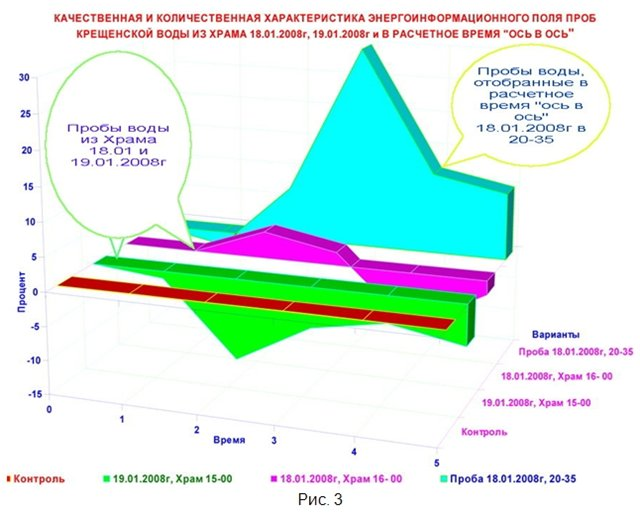 КАЧЕСТВЕННАЯ И КОЛИЧЕСТВЕННАЯ ХАРАКТЕРИСТИКА ЭНЕРГОИНФОРМАЦИОННОГО ПОЛЯ ПРОБ
КРЕЩЕНСКОЙ ВОДЫ ИЗ ХРАМА 18.01.2008г, 19.01.2008г и В РАСЧЕТНОЕ ВРЕМЯ "ОСЬ В ОСЬ"
Пробы воды,
отобранные в
расчетное
время "ось в
ось"
18.01.2008г в
20-35
Пробы воды
из Храма
18.01 и
19.01.2008г
30
25
20
15
10
5
0
-5
-10
-15
Процент
0
1
2
3
4
5
Время
Варианты
Проба 18.01.2008г, 20-35
18.01.2008г, Храм 16- 00
19.01.2008г, Храм 15-00
Контроль
Контроль
19.01.2008г, Храм 15-00
18.01.2008г, Храм 16- 00
Проба 18.01.2008г, 20-35
Рис. 3